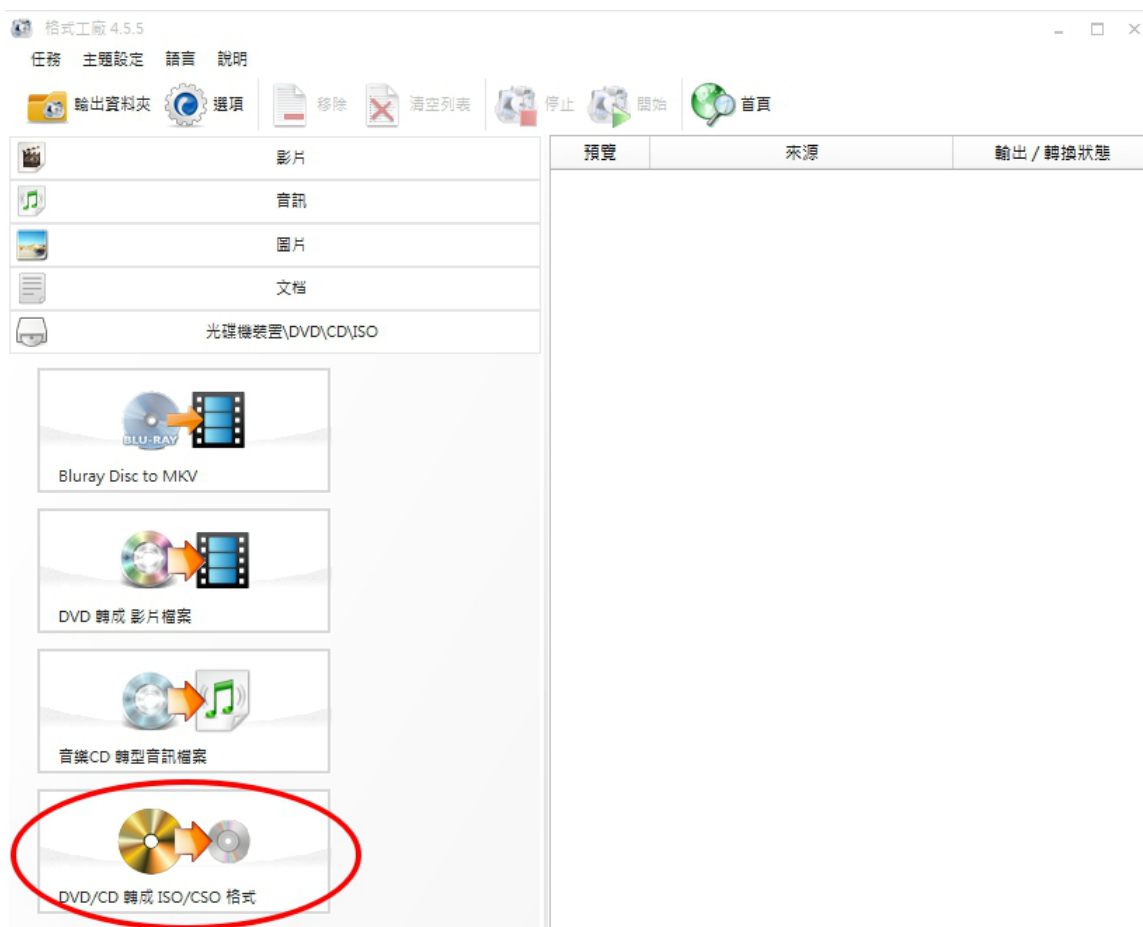 格式工廠 4.5.5
任務 主題設定 語言 說明
輸出資料夾 選項 移除 清空列表 停止 開始 首頁
影片
音訊
圖片
文档
光碟機裝置\DVD\CD\ISO
預覽 來源 輸出 / 轉換狀態
BLU-RAY
Bluray Disc to MKV
DVD 轉成 影片檔案
音樂CD 轉型音訊檔案
DVD/CD 轉成 ISO/CSO 格式